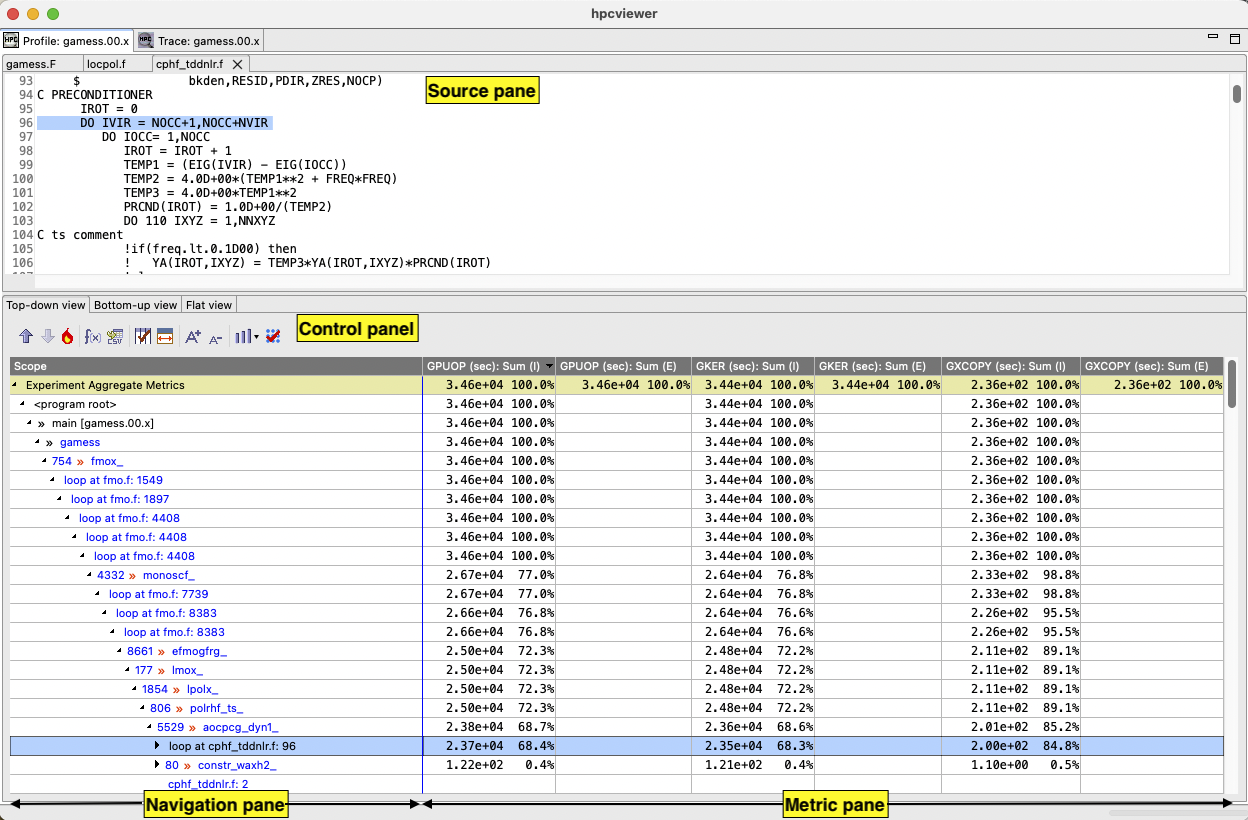 hpcviewer
Profile: gamess.00.x
Trace: gamess.00.x
gamess.F
locpol.f
cphf_tddnlr.f
Source pane
93 $ bkden,RESID,PDIR,ZRES,NOCP)
94 C PRECONDITIONER
95 IROT = 0
96 DO IVIR = NOCC+1,NOCC+NVIR
97 DO IOCC= 1,NOCC
98 IROT = IROT + 1
99 TEMP1 = (EIG(IVIR) - EIG(IOCC))
100 TEMP2 = 4.0D+00*(TEMP1**2 + FREQ*FREQ)
101 TEMP3 = 4.0D+00*TEMP1**2
102 PRCND(IROT) = 1.0D+00/(TEMP2)
103 DO 110 IXYZ = 1,NNXYZ
104 C ts comment
105 !if(freq.lt.0.1D00) then
106 ! YA(IROT,IXYZ) = TEMP3*YA(IROT,IXYZ)*PRCND(IROT)
Top-down view
Bottom-up view
Flat view
Control panel
Scope GPUOP (sec): Sum (I) GPUOP (sec): Sum (E) GKER (sec): Sum (I) GKER (sec): Sum (E) GXCOPY (sec): Sum (I) GXCOPY (sec): Sum (E)
Experiment Aggregate Metrics 3.46e+04 100.0% 3.46e+04 100.0% 3.44e+04 100.0% 3.44e+04 100.0% 2.36e+02 100.0% 2.36e+02 100.0%
<program root> 3.46e+04 100.0% 3.44e+04 100.0% 2.36e+02 100.0%
» main [gamess.00.x] 3.46e+04 100.0% 3.44e+04 100.0% 2.36e+02 100.0%
» gamess 3.46e+04 100.0% 3.44e+04 100.0% 2.36e+02 100.0%
754 » fmox_ 3.46e+04 100.0% 3.44e+04 100.0% 2.36e+02 100.0%
loop at fmo.f: 1549 3.46e+04 100.0% 3.44e+04 100.0% 2.36e+02 100.0%
loop at fmo.f: 1897 3.46e+04 100.0% 3.44e+04 100.0% 2.36e+02 100.0%
loop at fmo.f: 4408 3.46e+04 100.0% 3.44e+04 100.0% 2.36e+02 100.0%
loop at fmo.f: 4408 3.46e+04 100.0% 3.44e+04 100.0% 2.36e+02 100.0%
loop at fmo.f: 4408 3.46e+04 100.0% 3.44e+04 100.0% 2.36e+02 100.0%
4332 » monoscf_ 2.67e+04 77.0% 2.64e+04 76.8% 2.33e+02 98.8%
loop at fmo.f: 7739 2.67e+04 77.0% 2.64e+04 76.8% 2.33e+02 98.8%
loop at fmo.f: 8383 2.66e+04 76.8% 2.64e+04 76.6% 2.26e+02 95.5%
loop at fmo.f: 8383 2.66e+04 76.8% 2.64e+04 76.6% 2.26e+02 95.5%
8661 » efmogfrg_ 2.50e+04 72.3% 2.48e+04 72.2% 2.11e+02 89.1%
177 » lmox_ 2.50e+04 72.3% 2.48e+04 72.2% 2.11e+02 89.1%
1854 » lpolx_ 2.50e+04 72.3% 2.48e+04 72.2% 2.11e+02 89.1%
806 » polrhf_ts_ 2.50e+04 72.3% 2.48e+04 72.2% 2.11e+02 89.1%
5529 » aocpcg_dyn1_ 2.38e+04 68.7% 2.36e+04 68.6% 2.01e+02 85.2%
loop at cphf_tddnlr.f: 96 2.37e+04 68.4% 2.35e+04 68.3% 2.00e+02 84.8%
80 » constr_waxh2_ 1.22e+02 0.4% 1.21e+02 0.4% 1.10e+00 0.5%
cphf_tddnlr.f: 2
Navigation pane
Metric pane